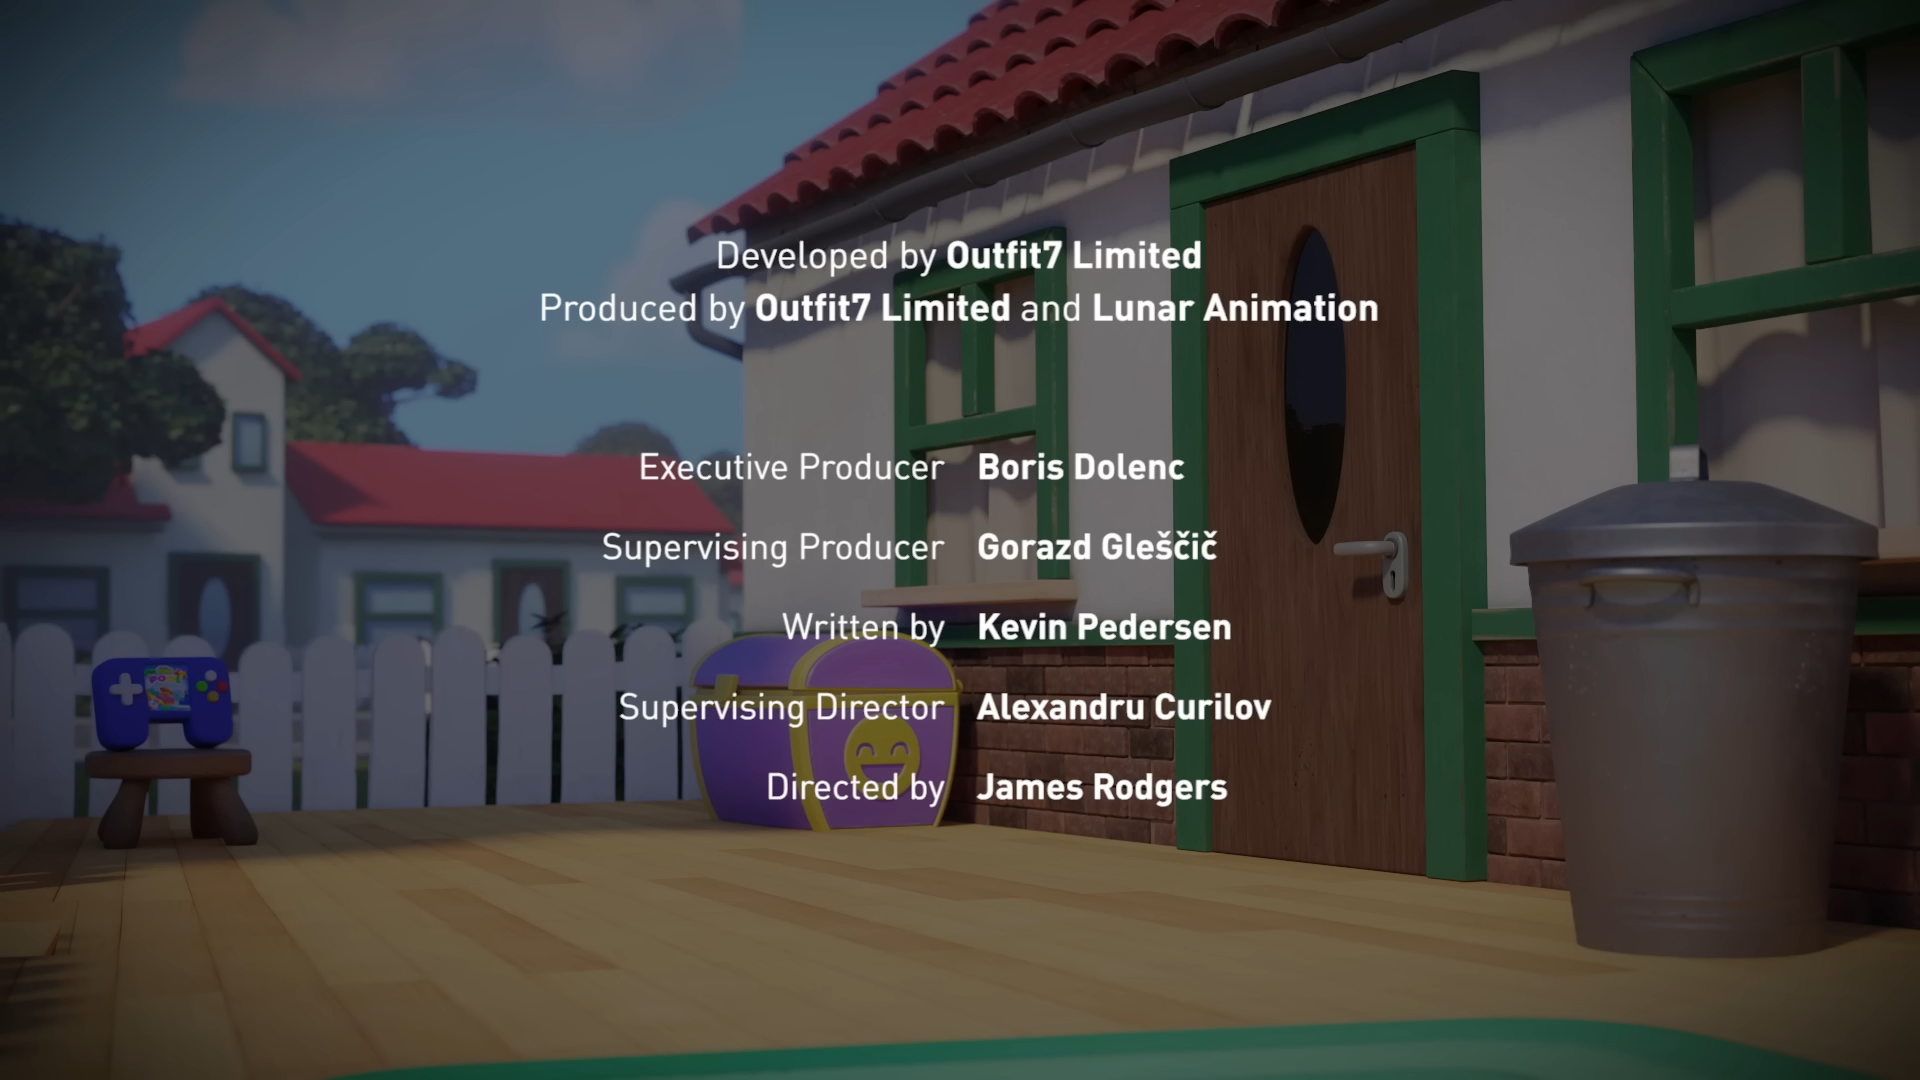 Developed by Outfit7 Limited
Produced by Outfit7 Limited and Lunar Animation
Executive Producer Boris Dolenc
Supervising Producer Gorazd Gleščič
Written by Kevin Pedersen
Supervising Director Alexandru Curilov
Directed by James Rodgers